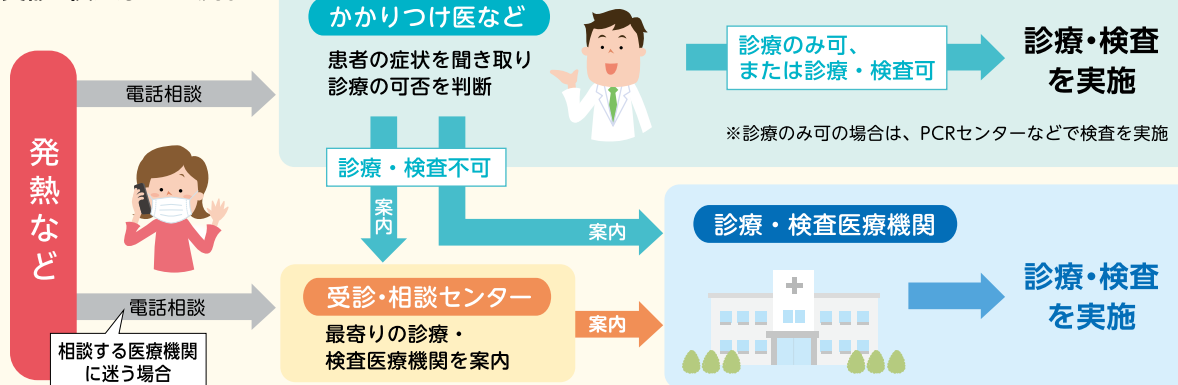 かかりつけ医など
患者の症状を聞き取り
診療の可否を判断
診療のみ可、
または診療・検査可
診療・検査
を実施
※診療のみ可の場合は、PCRセンターなどで検査を実施
発熱など
電話相談
診療・検査不可
案内
案内
診療・検査医療機関
診療・検査
を実施
電話相談
相談する医療機関
に迷う場合
受診・相談センター
最寄りの診療・
検査医療機関を案内
案内